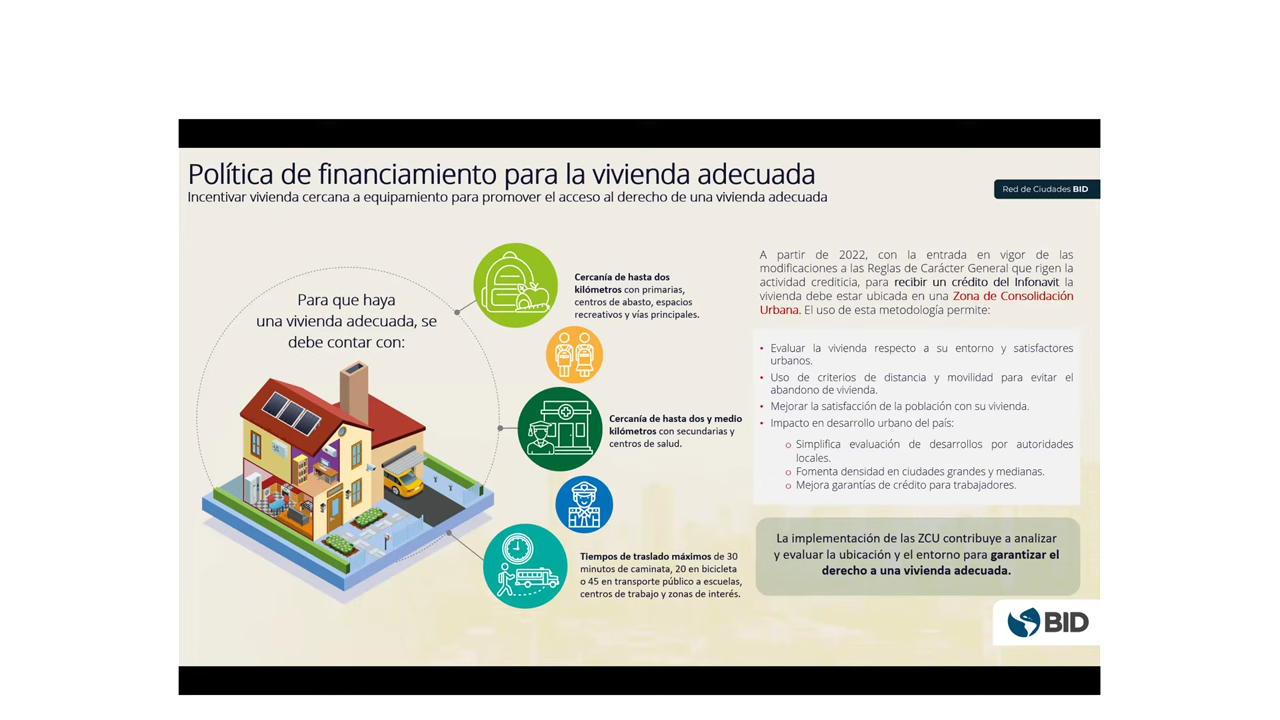 Política de financiamiento para la vivienda adecuada
Incentivar vivienda cercana a equipamiento para promover el acceso al derecho de una vivienda adecuada
Red de Ciudades BID
Para que haya
una vivienda adecuada, se
debe contar con:
Cercanía de hasta dos
kilómetros con primarias,
centros de abasto, espacios
recreativos y vías principales.
Cercanía de hasta dos y medio
kilómetros con secundarias y
centros de salud.
Tiempos de traslado máximos de 30
minutos de caminata, 20 en bicicleta
o 45 en transporte público a escuelas,
centros de trabajo y zonas de interés.
A partir de 2022, con la entrada en vigor de las
modificaciones a las Reglas de Carácter General que rigen la
actividad crediticia, para recibir un crédito del Infonavit la
vivienda debe estar ubicada en una Zona de Consolidación
Urbana. El uso de esta metodología permite:
• Evaluar la vivienda respecto a su entorno y satisfactores
urbanos.
• Uso de criterios de distancia y movilidad para evitar el
abandono de vivienda.
• Mejorar la satisfacción de la población con su vivienda.
• Impacto en desarrollo urbano del país:
o Simplifica evaluación de desarrollos por autoridades
locales.
o Fomenta densidad en ciudades grandes y medianas.
o Mejora garantías de crédito para trabajadores.
La implementación de las ZCU contribuye a analizar
y evaluar la ubicación y el entorno para garantizar el
derecho a una vivienda adecuada.
BID